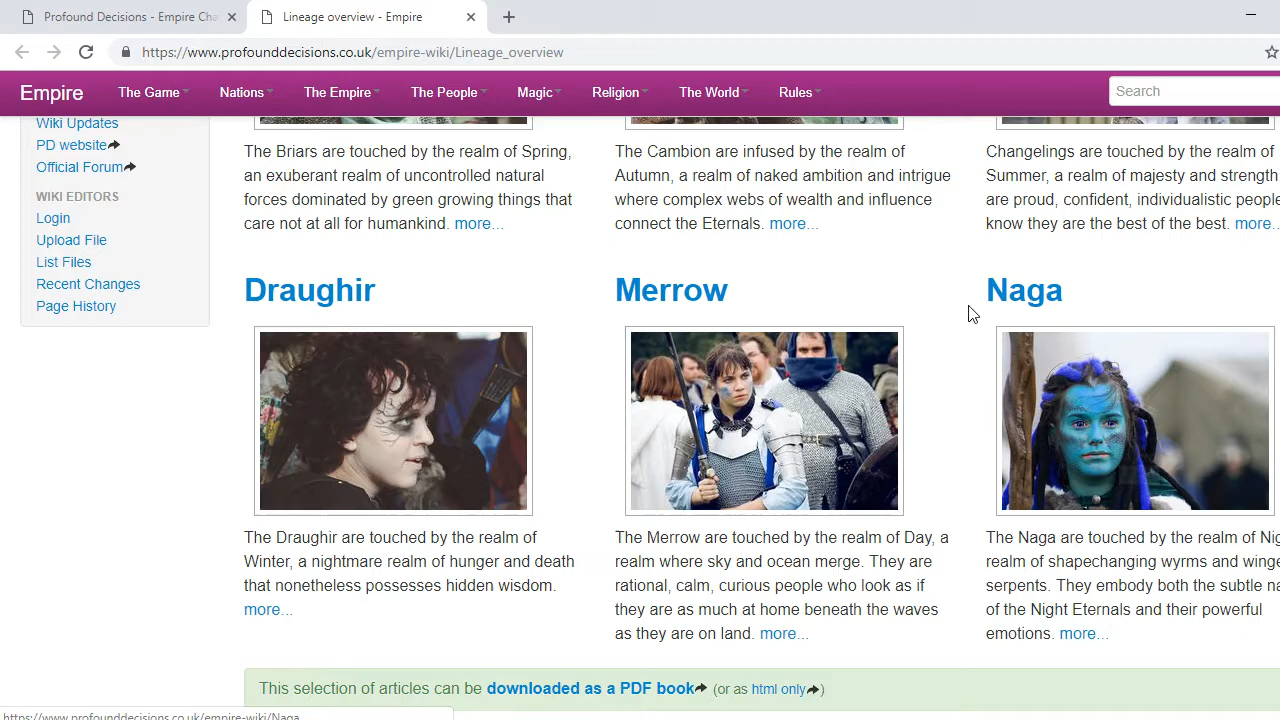 Profound Decisions - Empire Cha
Lineage overview - Empire
https://www.profounddecisions.co.uk/empire-wiki/Lineage_overview
Empire The Game Nations The Empire The People Magic Religion The World Rules Search
Wiki Updates
PD website
Official Forum
WIKI EDITORS
Login
Upload File
List Files
Recent Changes
Page History
The Briars are touched by the realm of Spring,
an exuberant realm of uncontrolled natural
forces dominated by green growing things that
care not at all for humankind. more...
The Cambion are infused by the realm of
Autumn, a realm of naked ambition and intrigue
where complex webs of wealth and influence
connect the Eternals. more...
Changelings are touched by the realm of
Summer, a realm of majesty and strength
are proud, confident, individualistic people
know they are the best of the best. more...
Draughir
The Draughir are touched by the realm of
Winter, a nightmare realm of hunger and death
that nonetheless possesses hidden wisdom.
more...
Merrow
The Merrow are touched by the realm of Day, a
realm where sky and ocean merge. They are
rational, calm, curious people who look as if
they are as much at home beneath the waves
as they are on land. more...
Naga
The Naga are touched by the realm of Nig
realm of shapechanging wyrms and winge
serpents. They embody both the subtle na
of the Night Eternals and their powerful
emotions. more...
This selection of articles can be downloaded as a PDF book (or as html only)
https://www.profounddecisions.co.uk/empire-wiki/Naga